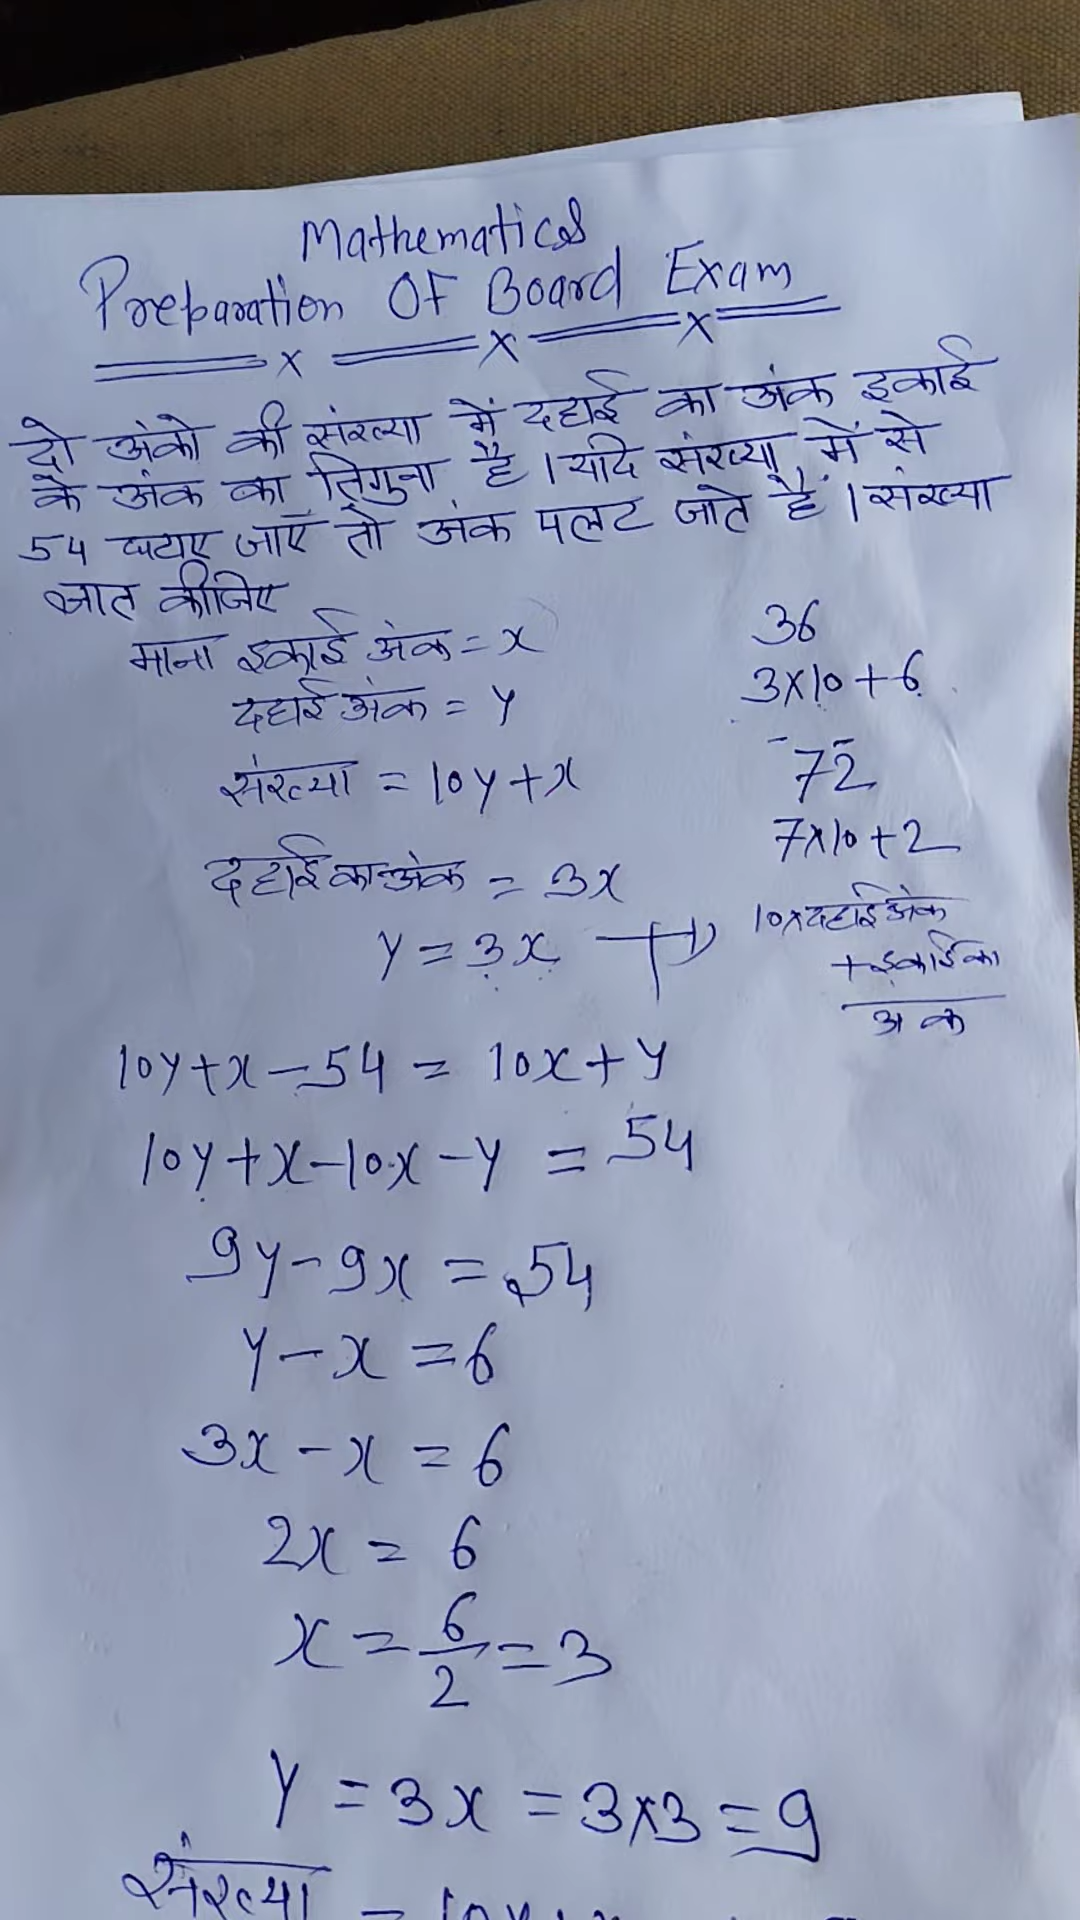 Mathematics
Preparation OF Board Exam
दो अंको की संख्या में दहाई का अंक इकाई
के अंक का तिगुना है । यदि संख्या में से
54 घटाए जाएँ तो अंक पलट जाते हैं । संख्या
ज्ञात कीजिए
माना इकाई अंक = x
दहाई अंक = y
संख्या = 10y + x
दहाई का अंक = 3x
y = 3x
36
3×10 + 6
72
7×10 + 2
10×दहाई अंक
+ इकाई का
अंक
10y + x - 54 = 10x + y
10y + x - 10x - y = 54
9y - 9x = 54
y - x = 6
3x - x = 6
2x = 6
x = 6/2 = 3
y = 3x = 3×3 = 9
संख्या =